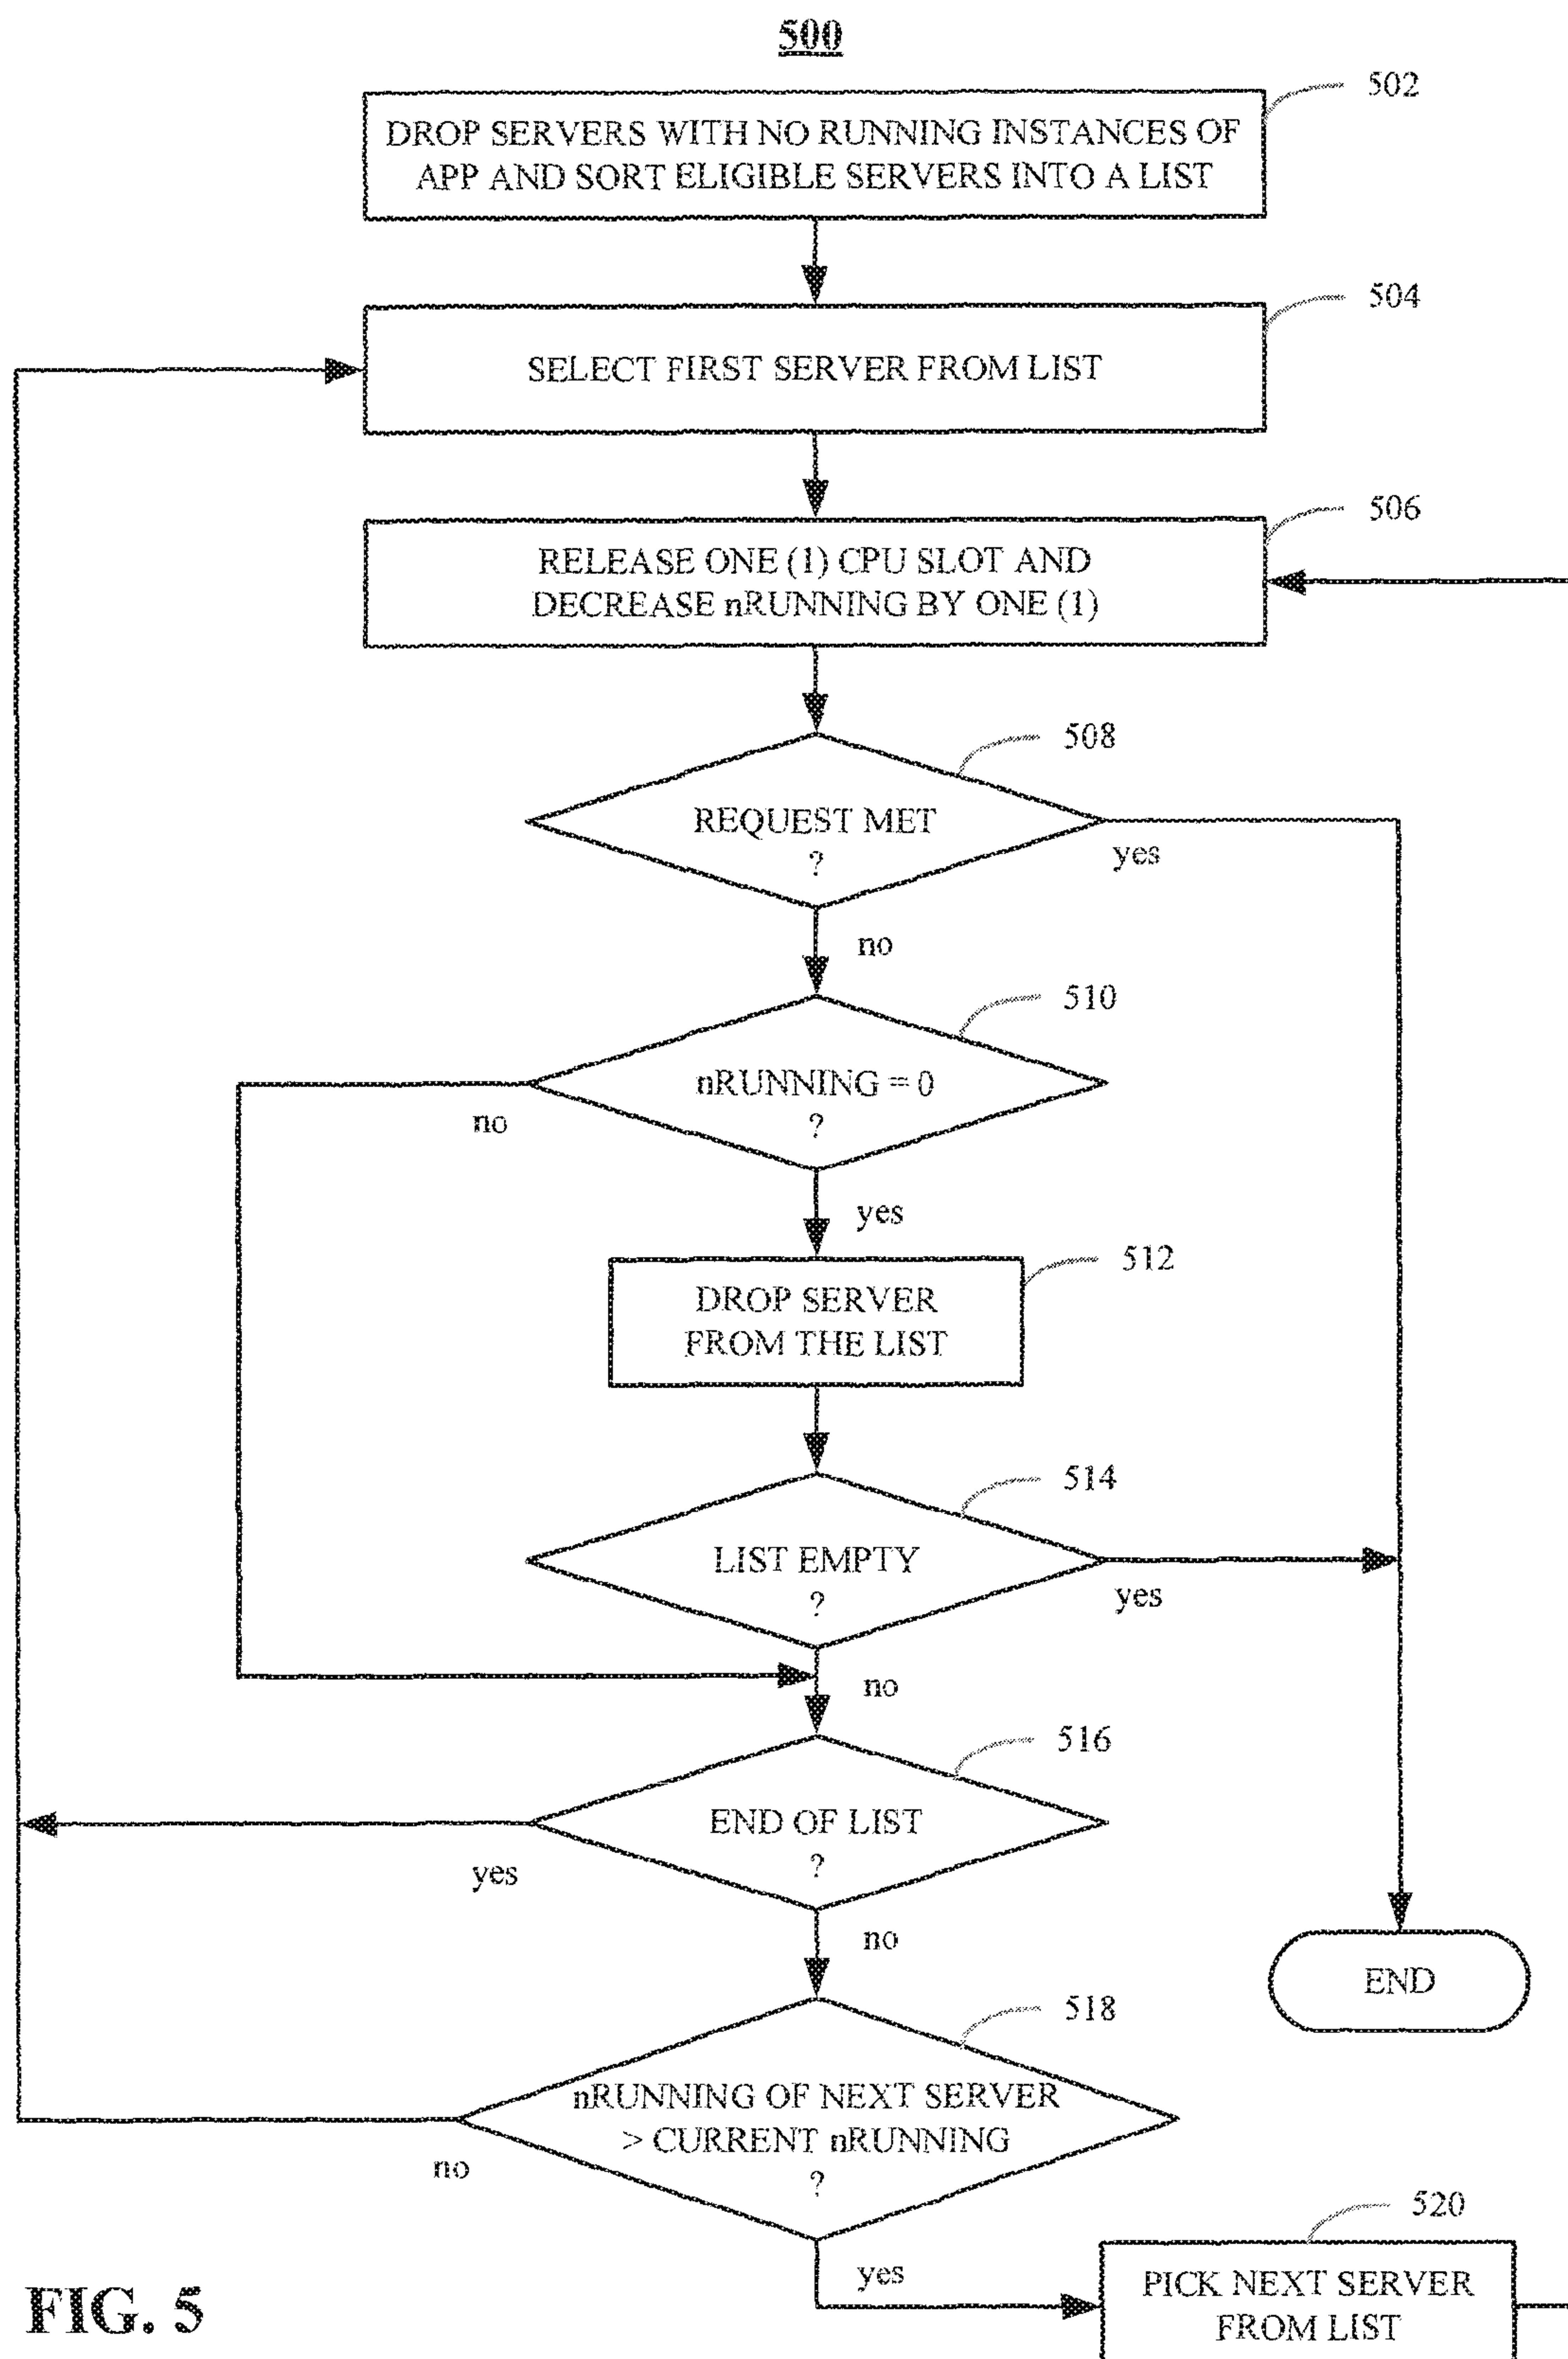 500
502
DROP SERVERS WITH NO RUNNING INSTANCES OF
APP AND SORT ELIGIBLE SERVERS INTO A LIST
504
SELECT FIRST SERVER FROM LIST
506
RELEASE ONE (1) CPU SLOT AND
DECREASE nRUNNING BY ONE (1)
508
REQUEST MET
?
yes
no
510
nRUNNING = 0
?
no
yes
512
DROP SERVER
FROM THE LIST
514
LIST EMPTY
?
yes
no
516
END OF LIST
?
yes
no
END
518
nRUNNING OF NEXT SERVER
> CURRENT nRUNNING
?
no
yes
520
PICK NEXT SERVER
FROM LIST
FIG. 5